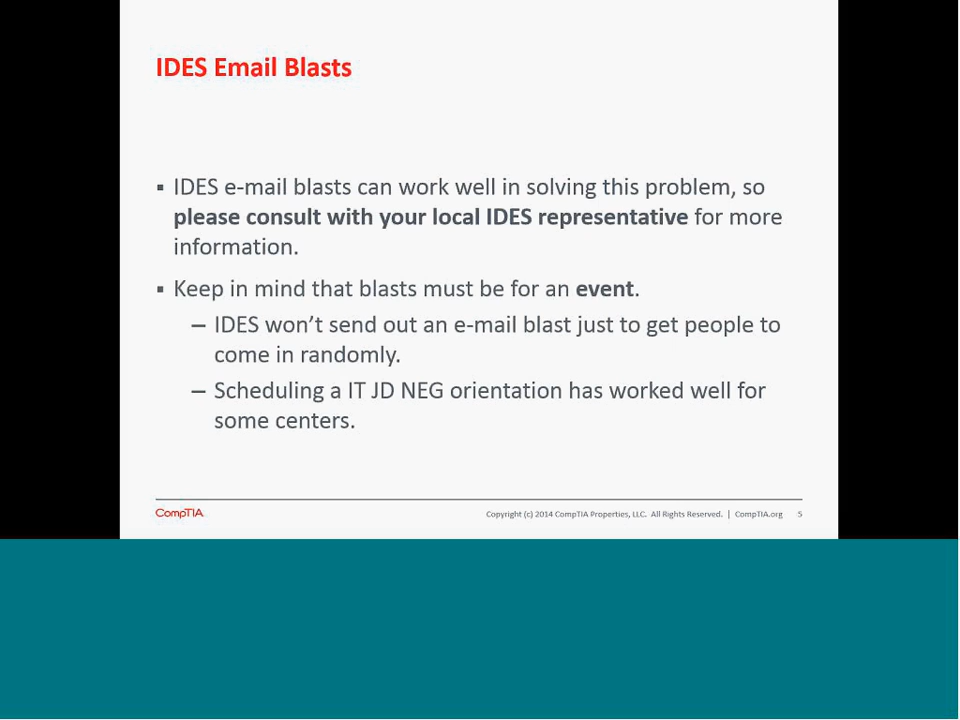 IDES Email Blasts
▪ IDES e-mail blasts can work well in solving this problem, so
please consult with your local IDES representative for more
information.
▪ Keep in mind that blasts must be for an event.
– IDES won’t send out an e-mail blast just to get people to
come in randomly.
– Scheduling a IT JD NEG orientation has worked well for
some centers.
CompTIA
Copyright (c) 2014 CompTIA Properties, LLC. All Rights Reserved. | CompTIA.org 5